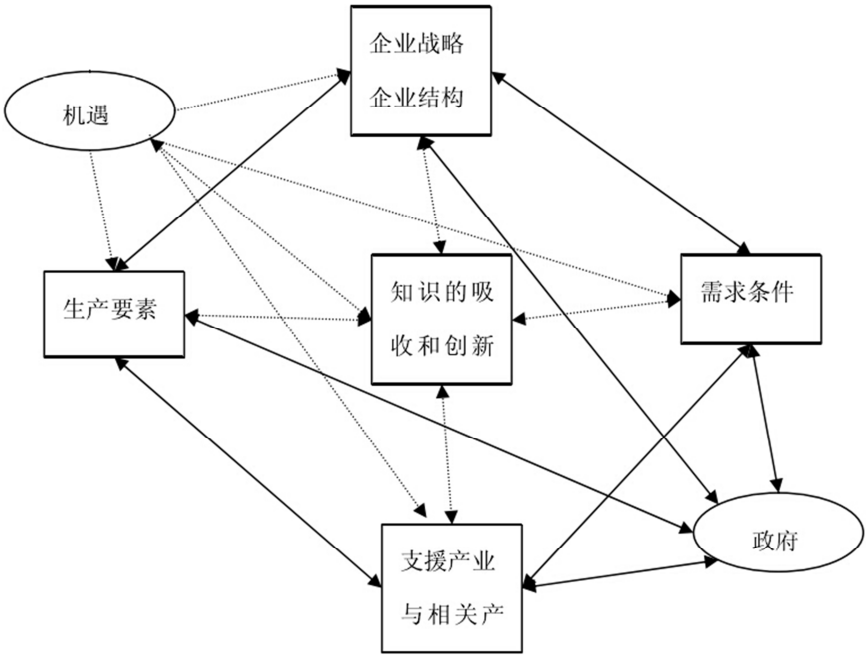 企业战略
企业结构
机遇
生产要素
知识的吸
收和创新
需求条件
支援产业
与相关产
政府